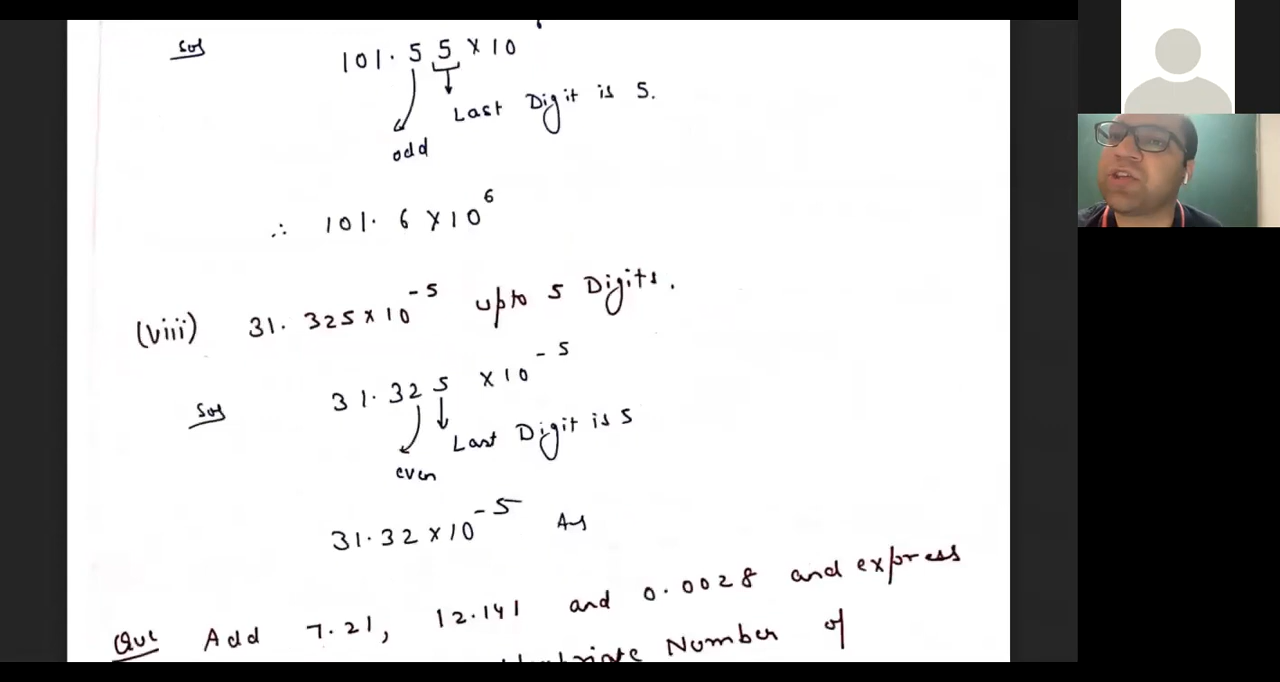 Sol 101.55 × 10
odd Last Digit is 5.
∴ 101.6 × 10^6
(viii) 31.325 × 10^-5 upto 5 Digits.
Sol 31.325 × 10^-5
even Last Digit is 5
31.32 × 10^-5 Ans
Que Add 7.21, 12.141 and 0.0028 and express
Number of